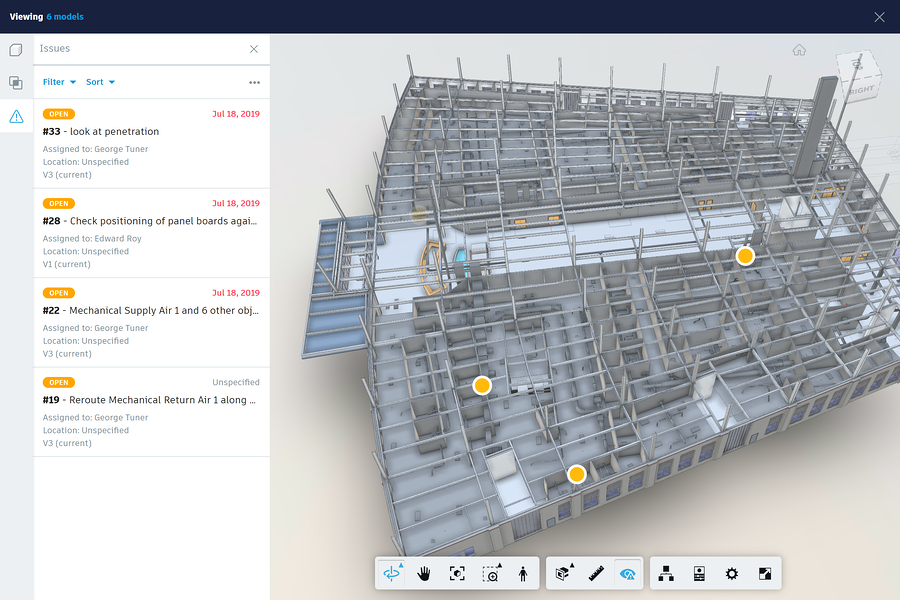 Viewing 6 models
Issues
Filter Sort
OPEN Jul 18, 2019
#33 - look at penetration
Assigned to: George Tuner
Location: Unspecified
V3 (current)
OPEN Jul 18, 2019
#28 - Check positioning of panel boards agai...
Assigned to: Edward Roy
Location: Unspecified
V1 (current)
OPEN Jul 18, 2019
#22 - Mechanical Supply Air 1 and 6 other obj...
Assigned to: George Tuner
Location: Unspecified
V3 (current)
OPEN Unspecified
#19 - Reroute Mechanical Return Air 1 along ...
Assigned to: George Tuner
Location: Unspecified
V3 (current)
RIGHT